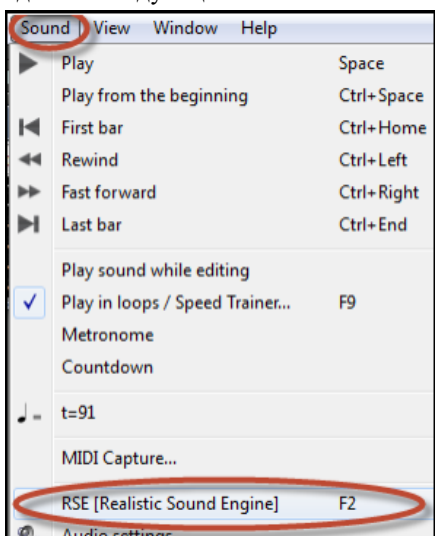 Sound View Window Help
Play Space
Play from the beginning Ctrl+Space
First bar Ctrl+Home
Rewind Ctrl+Left
Fast forward Ctrl+Right
Last bar Ctrl+End
Play sound while editing
Play in loops / Speed Trainer... F9
Metronome
Countdown
t=91
MIDI Capture...
RSE [Realistic Sound Engine] F2
Audio settings